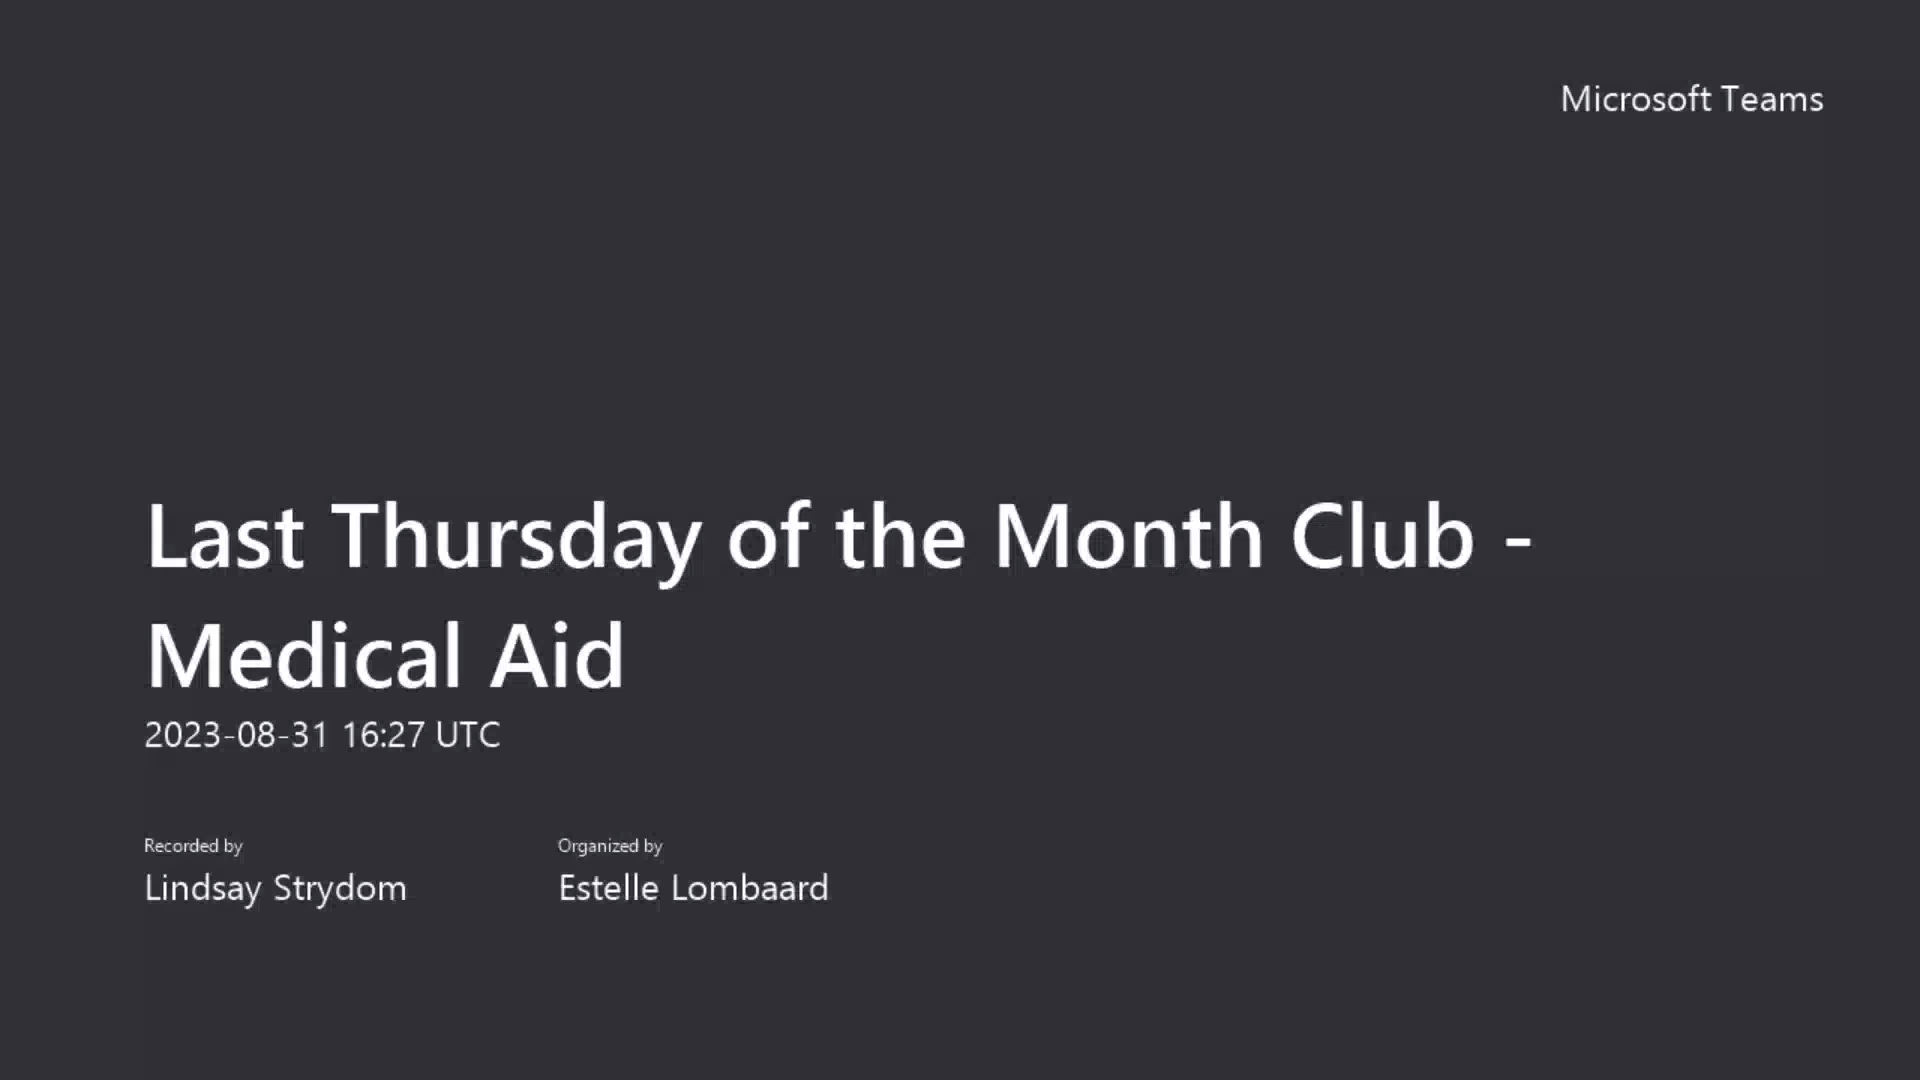 Microsoft Teams
Last Thursday of the Month Club -
Medical Aid
2023-08-31 16:27 UTC
Recorded by
Organized by
Lindsay Strydom
Estelle Lombaard